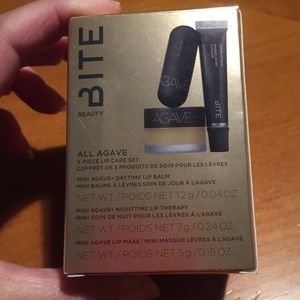 BITE
BEAUTY
AGAVE
AGAVE+
BITE
ALL AGAVE
3-PIECE LIP CARE SET
COFFRET DE 3 PRODUITS DE SOIN POUR LES LÈVRES
MINI AGAVE+ DAYTIME LIP BALM
MINI BAUME À LÈVRES SOIN DE JOUR À L'AGAVE
NET WT./POIDS NET 1.2g/0.04 OZ.
MINI AGAVE+ NIGHTTIME LIP THERAPY
MINI SOIN DE NUIT POUR LES LÈVRES À L'AGAVE
NET WT./POIDS NET 7g/0.24 OZ.
MINI AGAVE LIP MASK/MINI MASQUE LÈVRES À L'AGAVE
NET WT./POIDS NET 5g/0.15 OZ.